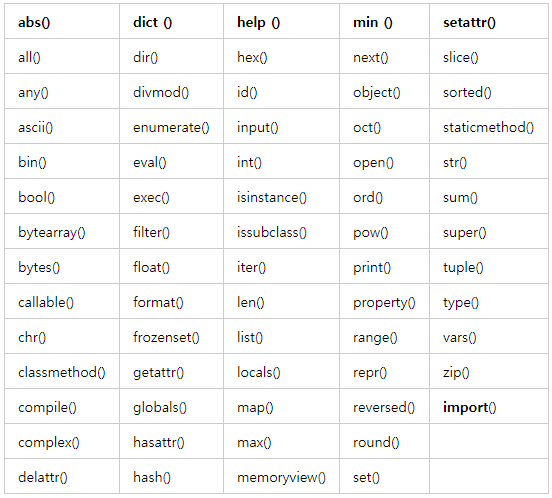 abs() dict () help () min () setattr()
all() dir() hex() next() slice()
any() divmod() id() object() sorted()
ascii() enumerate() input() oct() staticmethod()
bin() eval() int() open() str()
bool() exec() isinstance() ord() sum()
bytearray() filter() issubclass() pow() super()
bytes() float() iter() print() tuple()
callable() format() len() property() type()
chr() frozenset() list() range() vars()
classmethod() getattr() locals() repr() zip()
compile() globals() map() reversed() import()
complex() hasattr() max() round()
delattr() hash() memoryview() set()